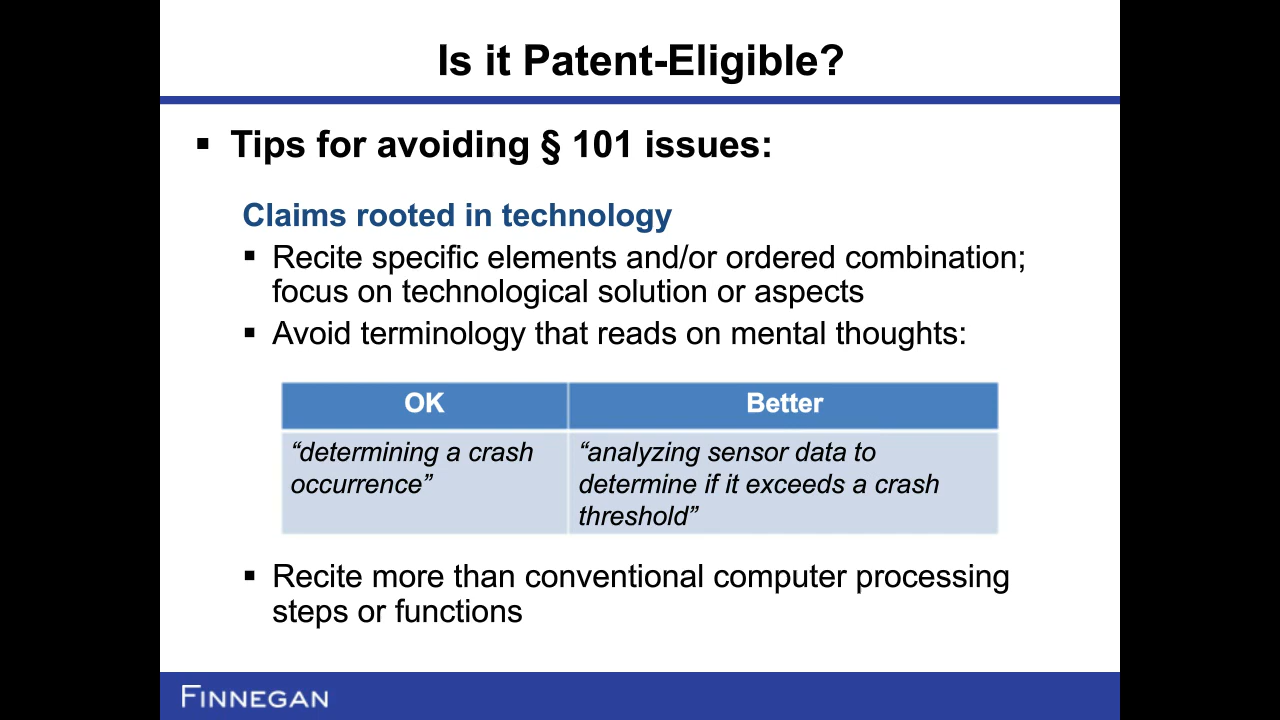 Is it Patent-Eligible?
▪ Tips for avoiding § 101 issues:
Claims rooted in technology
▪ Recite specific elements and/or ordered combination;
focus on technological solution or aspects
▪ Avoid terminology that reads on mental thoughts:
OK
Better
“determining a crash
occurrence”
“analyzing sensor data to
determine if it exceeds a crash
threshold”
▪ Recite more than conventional computer processing
steps or functions
FINNEGAN